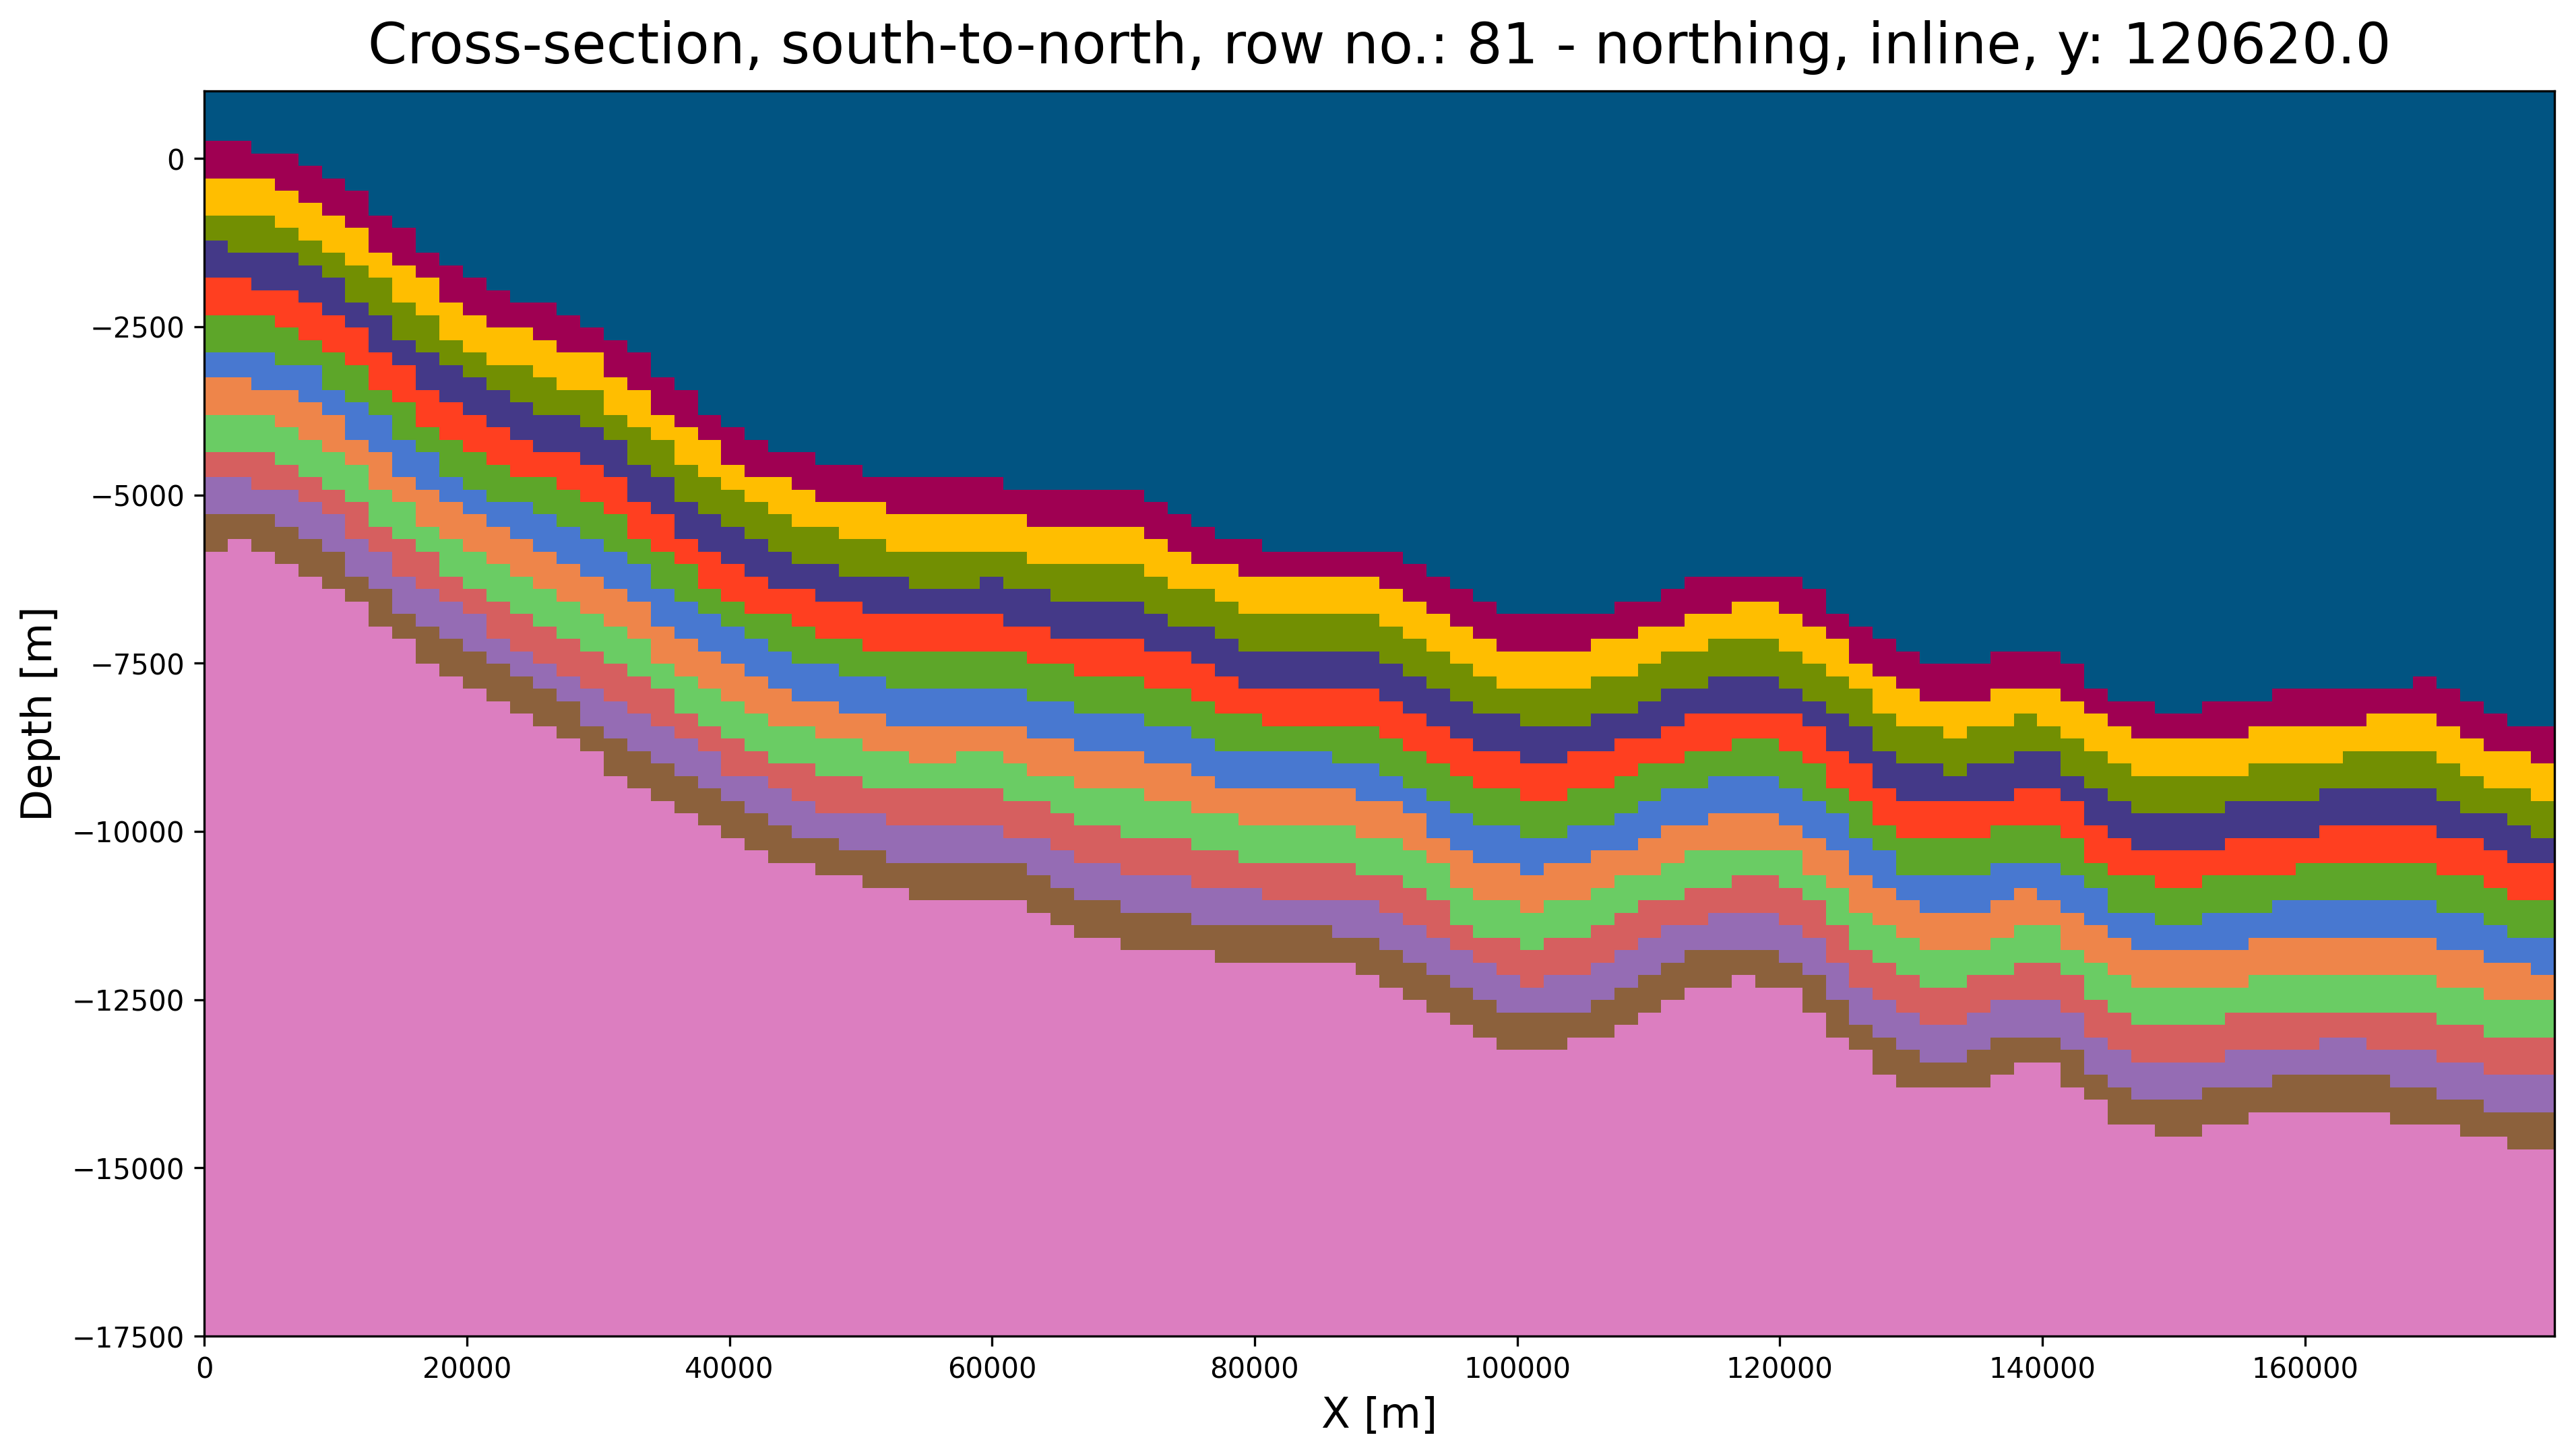 Cross-section, south-to-north, row no.: 81 - northing, inline, y: 120620.0
0
−2500
−5000
−7500
−10000
−12500
−15000
−17500
Depth [m]
0 20000 40000 60000 80000 100000 120000 140000 160000
X [m]